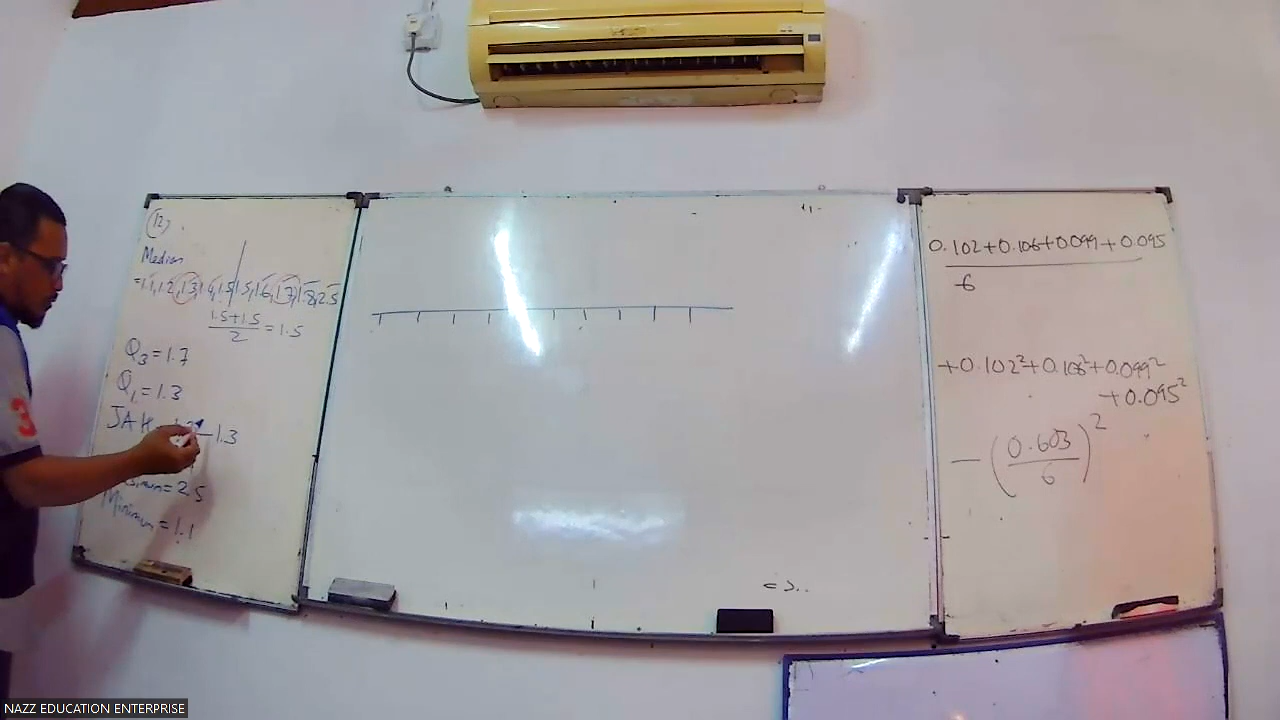 12
Median
= 1.1, 1.2, 1.3, 1.4, 1.5, 1.5, 1.6, 1.7, 1.8, 2.5
1.5+1.5
2
= 1.5
Q3 = 1.7
Q1 = 1.3
JAK
-1.3
= 2.5
Minimum = 1.1
0.102+0.106+0.099+0.095
6
+0.102²+0.106²+0.099²
+0.095²
- (0.603
6
)²
3
NAZZ EDUCATION ENTERPRISE